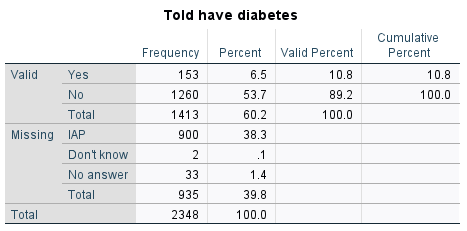 Told have diabetes
Frequency Percent Valid Percent Cumulative Percent
Valid Yes 153 6.5 10.8 10.8
No 1260 53.7 89.2 100.0
Total 1413 60.2 100.0
Missing IAP 900 38.3
Don't know 2 .1
No answer 33 1.4
Total 935 39.8
Total 2348 100.0